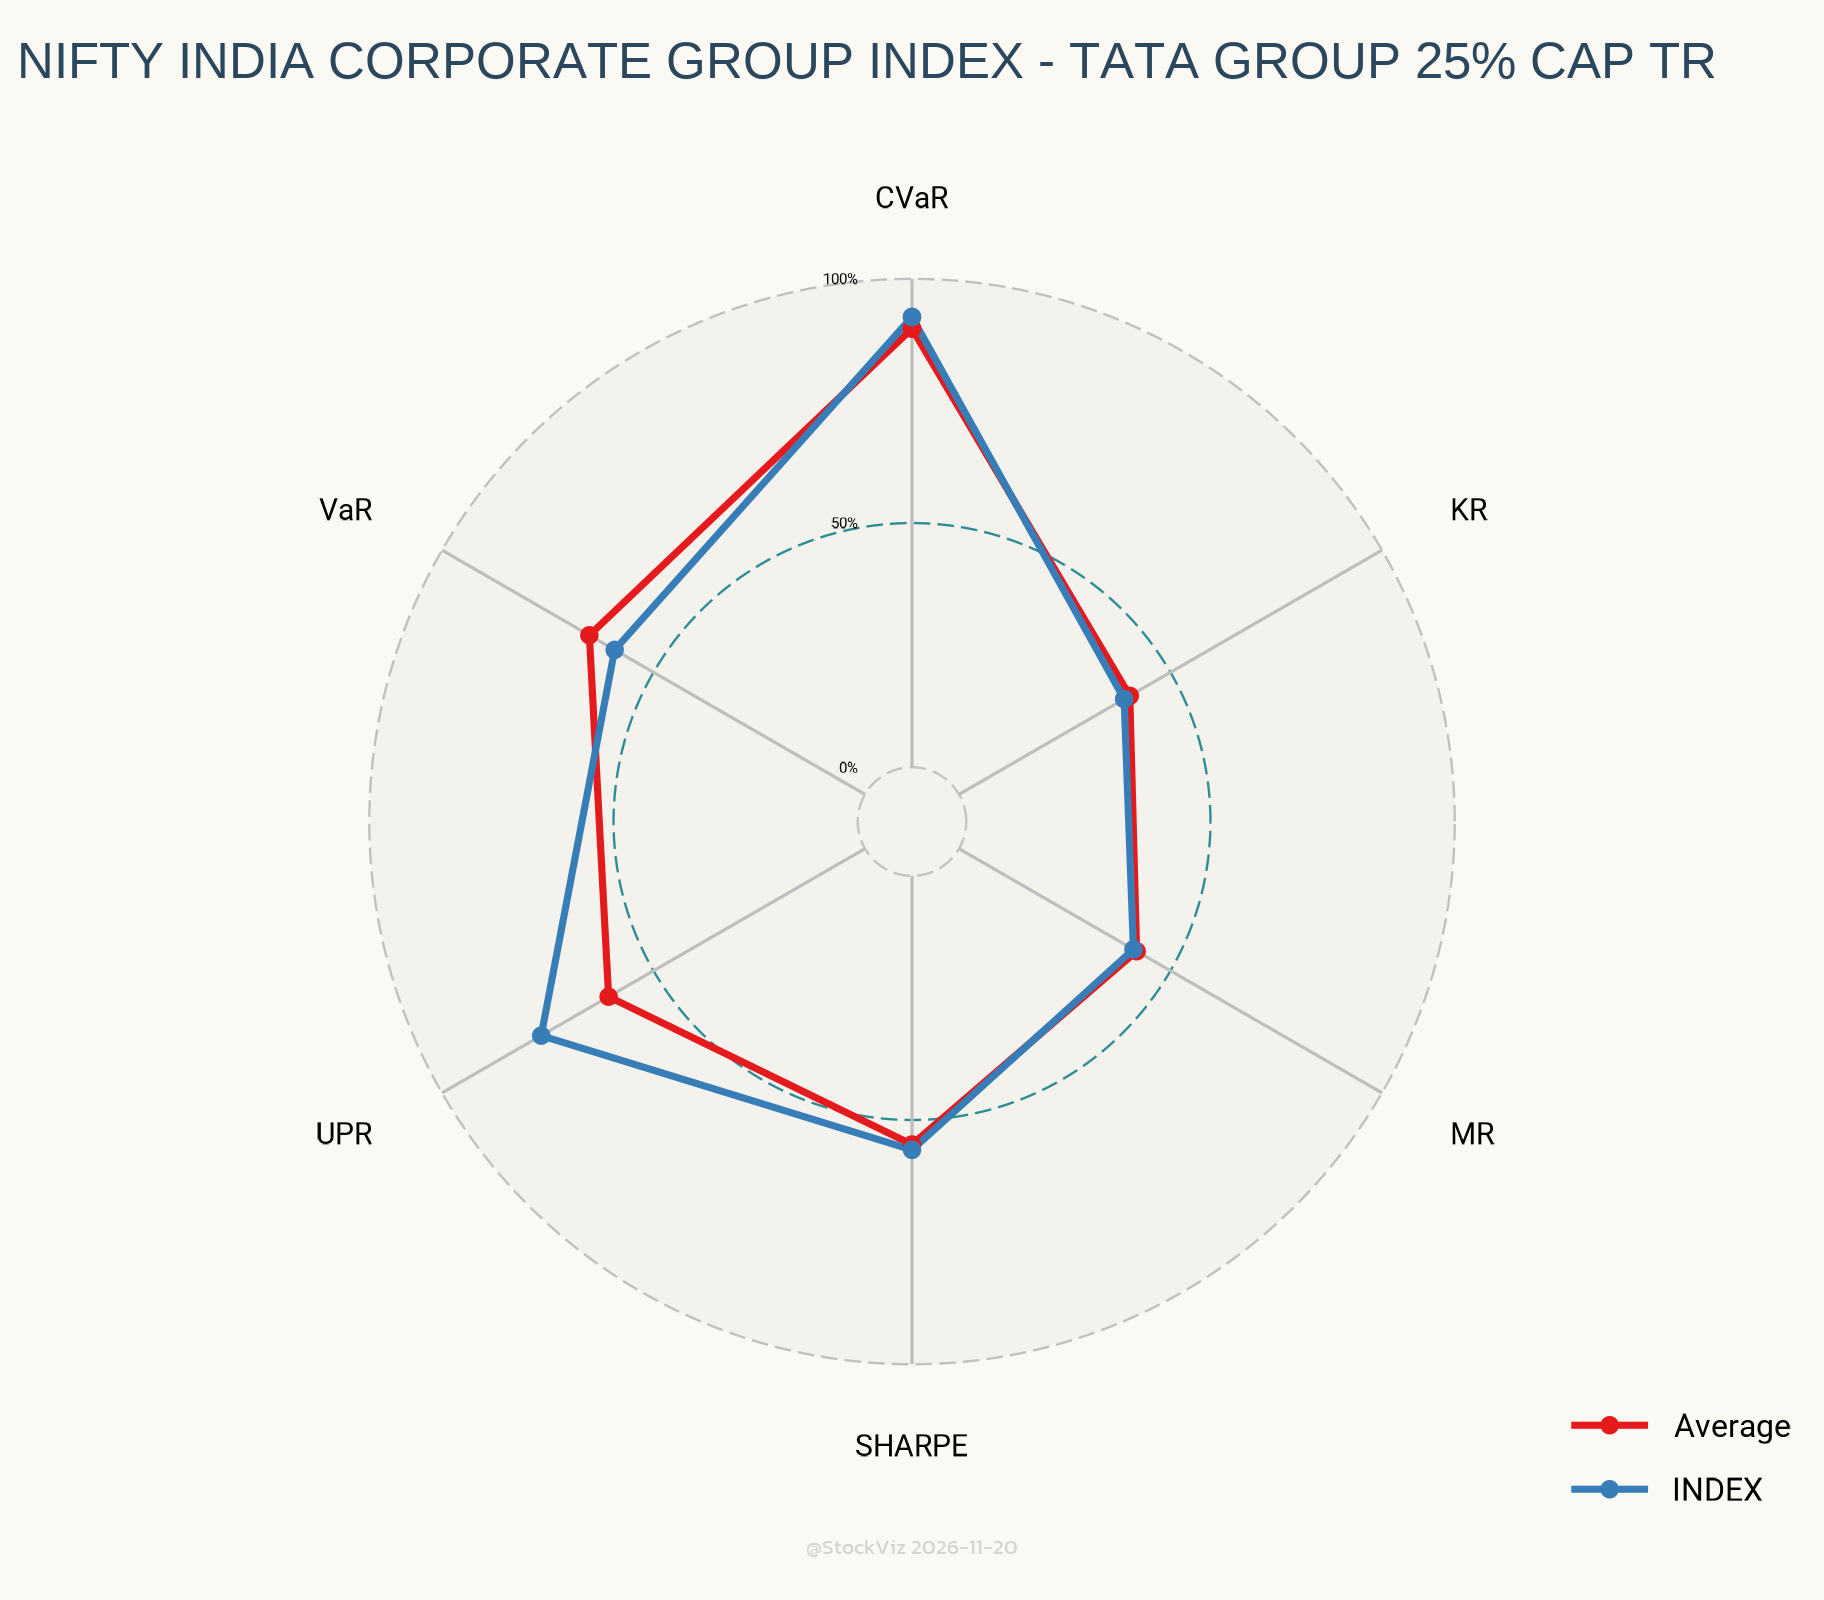 NIFTY INDIA CORPORATE GROUP INDEX - TATA GROUP 25% CAP TR
CVaR
100%
VaR
KR
50%
0%
UPR
MR
SHARPE
Average
INDEX
@StockViz 2026-11-20